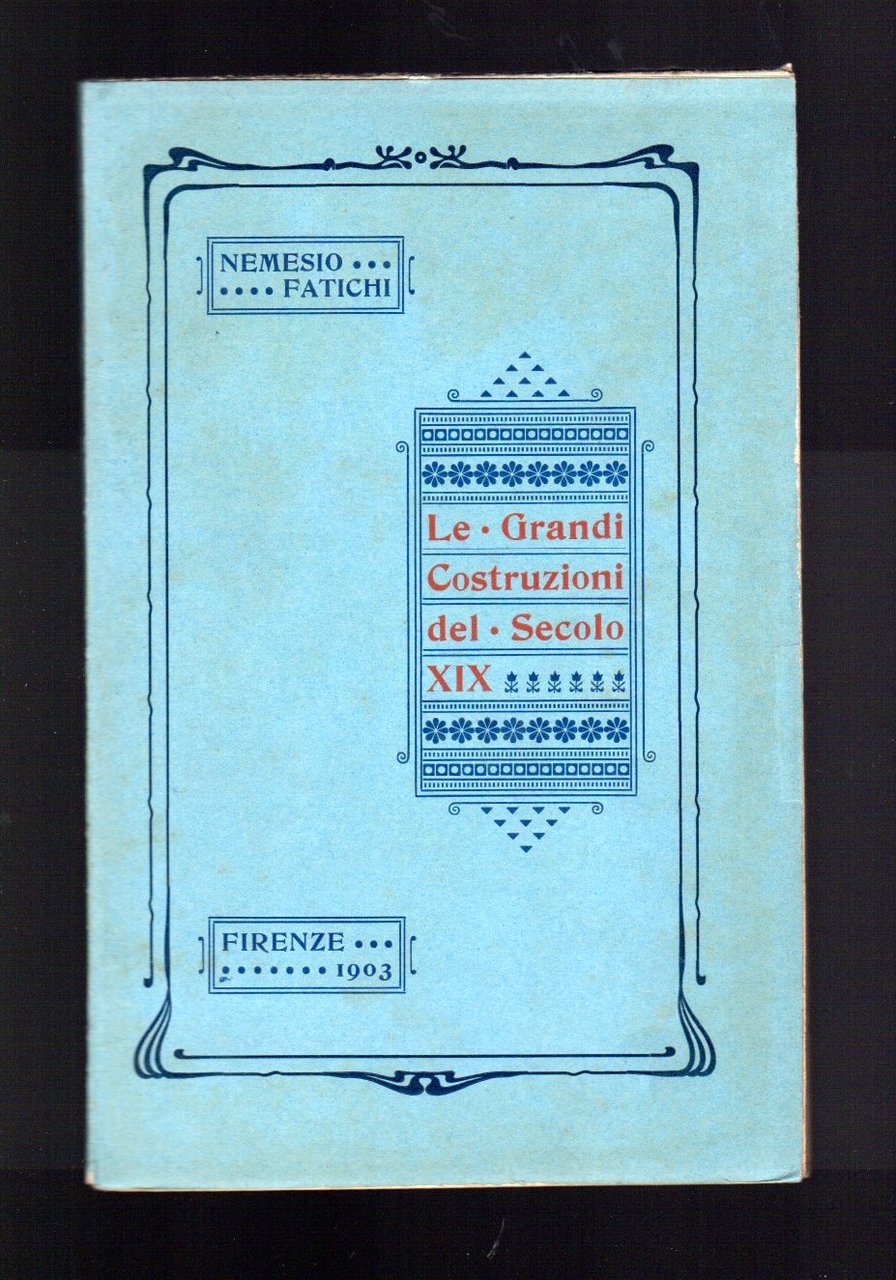 NEMESIO •••
•••• FATICHI
Le • Grandi
Costruzioni
del • Secolo
XIX
FIRENZE •••
••••••• 1903